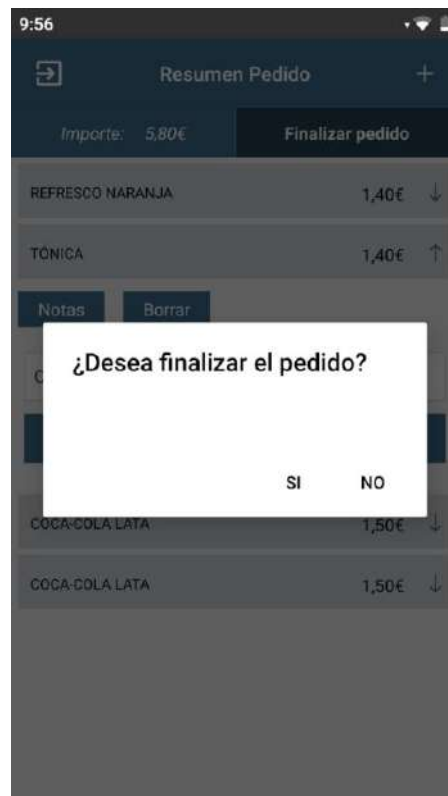 9:56
Resumen Pedido +
Importe: 5,80€ Finalizar pedido
REFRESCO NARANJA 1,40€ ↓
TÓNICA 1,40€ ↑
Notas Borrar
¿Desea finalizar el pedido?
SI NO
COCA-COLA LATA 1,50€ ↓
COCA-COLA LATA 1,50€ ↓